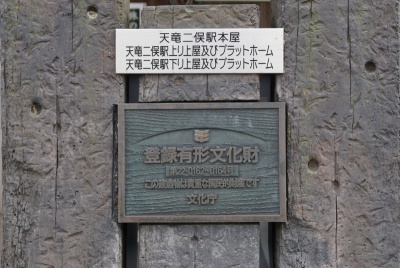 天竜二俣駅本屋
天竜二俣駅上り上屋及びプラットホーム
天竜二俣駅下り上屋及びプラットホーム
登録有形文化財
この建造物は貴重な国民的財産です
文化庁